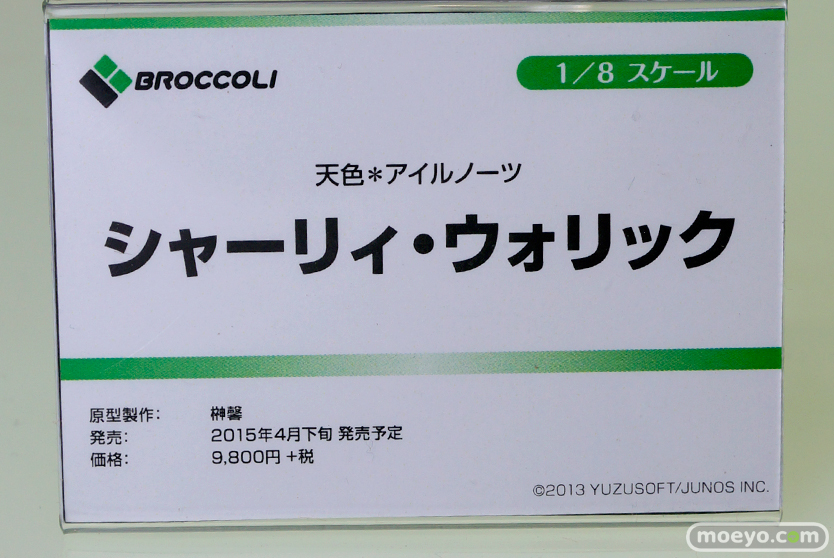 BROCCOLI
1/8 スケール
天色＊アイルノーツ
シャーリィ・ウォリック
原型製作： 榊馨
発売： 2015年4月下旬 発売予定
価格： 9,800円＋税
©2013 YUZUSOFT/JUNOS INC.
moeyo.com